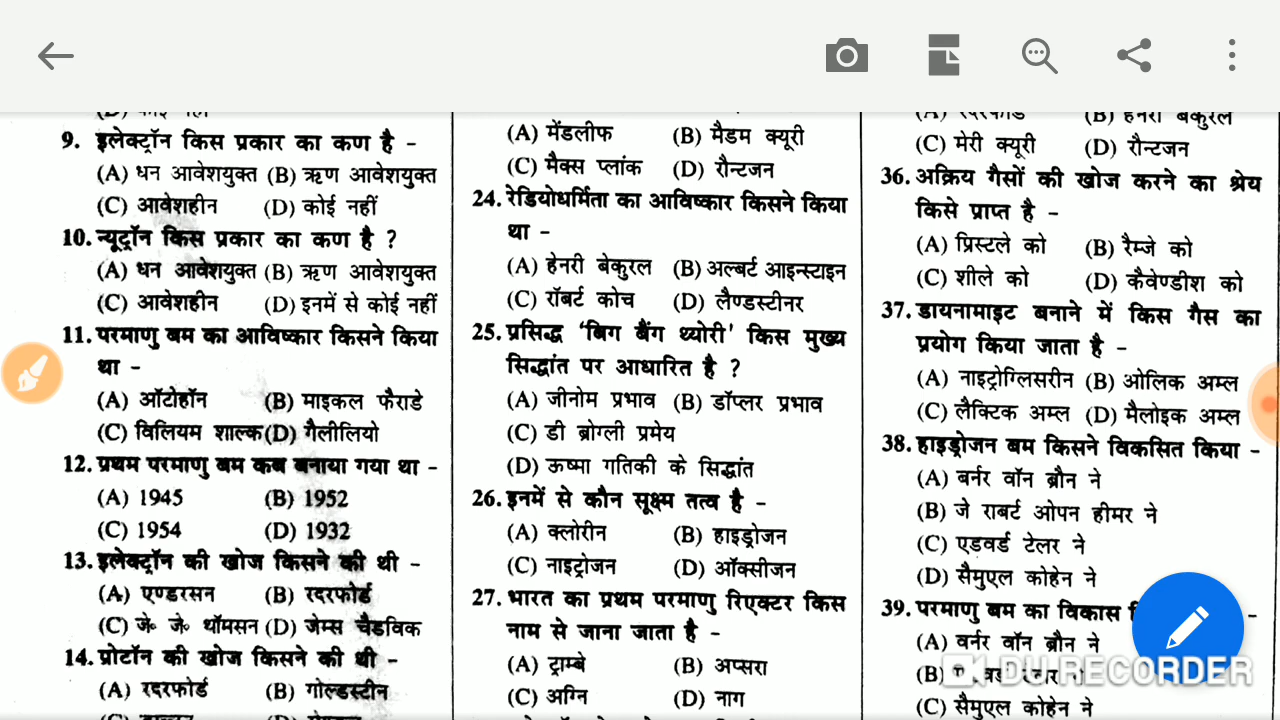 9. इलेक्ट्रॉन किस प्रकार का कण है -
(A) धन आवेशयुक्त (B) ऋण आवेशयुक्त
(C) आवेशहीन (D) कोई नहीं
10. न्यूट्रॉन किस प्रकार का कण है ?
(A) धन आवेशयुक्त (B) ऋण आवेशयुक्त
(C) आवेशहीन (D) इनमें से कोई नहीं
11. परमाणु बम का आविष्कार किसने किया
था -
(A) ऑटोहॉन (B) माइकल फैराडे
(C) विलियम शाल्क (D) गैलीलियो
12. प्रथम परमाणु बम कब बनाया गया था -
(A) 1945 (B) 1952
(C) 1954 (D) 1932
13. इलेक्ट्रॉन की खोज किसने की थी -
(A) एण्डरसन (B) रदरफोर्ड
(C) जे० जे० थॉमसन (D) जेम्स चैडविक
14. प्रोटॉन की खोज किसने की थी -
(A) रदरफोर्ड (B) गोल्डस्टीन
(A) मेंडलीफ (B) मैडम क्यूरी
(C) मैक्स प्लांक (D) रौन्टजन
24. रेडियोधर्मिता का आविष्कार किसने किया
था -
(A) हेनरी बेकुरल (B) अल्बर्ट आइन्स्टाइन
(C) रॉबर्ट कोच (D) लैण्डस्टीनर
25. प्रसिद्ध 'बिग बैंग थ्योरी' किस मुख्य
सिद्धांत पर आधारित है ?
(A) जीनोम प्रभाव (B) डॉप्लर प्रभाव
(C) डी ब्रोग्ली प्रमेय
(D) ऊष्मा गतिकी के सिद्धांत
26. इनमें से कौन सूक्ष्म तत्व है -
(A) क्लोरीन (B) हाइड्रोजन
(C) नाइट्रोजन (D) ऑक्सीजन
27. भारत का प्रथम परमाणु रिएक्टर किस
नाम से जाना जाता है -
(A) ट्राम्बे (B) अप्सरा
(C) अग्नि (D) नाग
(A) रदरफोर्ड (B) हेनरी बेकुरल
(C) मेरी क्यूरी (D) रौन्टजन
36. अक्रिय गैसों की खोज करने का श्रेय
किसे प्राप्त है -
(A) प्रिस्टले को (B) रैम्जे को
(C) शीले को (D) कैवेण्डीश को
37. डायनामाइट बनाने में किस गैस का
प्रयोग किया जाता है -
(A) नाइट्रोग्लिसरीन (B) ओलिक अम्ल
(C) लैक्टिक अम्ल (D) मैलोइक अम्ल
38. हाइड्रोजन बम किसने विकसित किया -
(A) बर्नर वॉन ब्रौन ने
(B) जे राबर्ट ओपन हीमर ने
(C) एडवर्ड टेलर ने
(D) सैमुएल कोहेन ने
39. परमाणु बम का विकास -
(A) वर्नर वॉन ब्रौन ने
(B)
(C) सैमुएल कोहेन ने
DU RECORDER